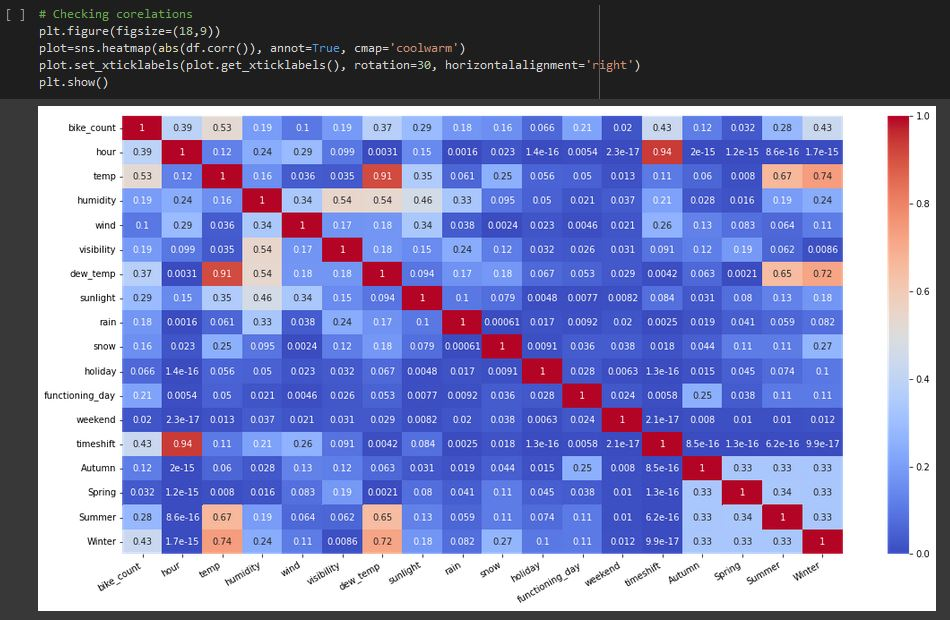 [ ] # Checking corelations
plt.figure(figsize=(18,9))
plot=sns.heatmap(abs(df.corr()), annot=True, cmap='coolwarm')
plot.set_xticklabels(plot.get_xticklabels(), rotation=30, horizontalalignment='right')
plt.show()
bike_count 1 0.39 0.53 0.19 0.1 0.19 0.37 0.29 0.18 0.16 0.066 0.21 0.02 0.43 0.12 0.032 0.28 0.43
hour 0.39 1 0.12 0.24 0.29 0.099 0.0031 0.15 0.0016 0.023 1.4e-16 0.0054 2.3e-17 0.94 2e-15 1.2e-15 8.6e-16 1.7e-15
temp 0.53 0.12 1 0.16 0.036 0.035 0.91 0.35 0.061 0.25 0.056 0.05 0.013 0.11 0.06 0.008 0.67 0.74
humidity 0.19 0.24 0.16 1 0.34 0.54 0.54 0.46 0.33 0.095 0.05 0.021 0.037 0.21 0.028 0.016 0.19 0.24
wind 0.1 0.29 0.036 0.34 1 0.17 0.18 0.34 0.038 0.0024 0.023 0.0046 0.021 0.26 0.13 0.083 0.064 0.11
visibility 0.19 0.099 0.035 0.54 0.17 1 0.18 0.15 0.24 0.12 0.032 0.026 0.031 0.091 0.12 0.19 0.062 0.0086
dew_temp 0.37 0.0031 0.91 0.54 0.18 0.18 1 0.094 0.17 0.18 0.067 0.053 0.029 0.0042 0.063 0.0021 0.65 0.72
sunlight 0.29 0.15 0.35 0.46 0.34 0.15 0.094 1 0.1 0.079 0.0048 0.0077 0.0082 0.084 0.031 0.08 0.13 0.18
rain 0.18 0.0016 0.061 0.33 0.038 0.24 0.17 0.1 1 0.00061 0.017 0.0092 0.02 0.0025 0.019 0.041 0.059 0.082
snow 0.16 0.023 0.25 0.095 0.0024 0.12 0.18 0.079 0.00061 1 0.0091 0.036 0.038 0.018 0.044 0.11 0.11 0.27
holiday 0.066 1.4e-16 0.056 0.05 0.023 0.032 0.067 0.0048 0.017 0.0091 1 0.028 0.0063 1.3e-16 0.015 0.045 0.074 0.1
functioning_day 0.21 0.0054 0.05 0.021 0.0046 0.026 0.053 0.0077 0.0092 0.036 0.028 1 0.024 0.0058 0.25 0.038 0.11 0.11
weekend 0.02 2.3e-17 0.013 0.037 0.021 0.031 0.029 0.0082 0.02 0.038 0.0063 0.024 1 2.1e-17 0.008 0.01 0.01 0.012
timeshift 0.43 0.94 0.11 0.21 0.26 0.091 0.0042 0.084 0.0025 0.018 1.3e-16 0.0058 2.1e-17 1 8.5e-16 1.3e-16 6.2e-16 9.9e-17
Autumn 0.12 2e-15 0.06 0.028 0.13 0.12 0.063 0.031 0.019 0.044 0.015 0.25 0.008 8.5e-16 1 0.33 0.33 0.33
Spring 0.032 1.2e-15 0.008 0.016 0.083 0.19 0.0021 0.08 0.041 0.11 0.045 0.038 0.01 1.3e-16 0.33 1 0.34 0.33
Summer 0.28 8.6e-16 0.67 0.19 0.064 0.062 0.65 0.13 0.059 0.11 0.074 0.11 0.01 6.2e-16 0.33 0.34 1 0.33
Winter 0.43 1.7e-15 0.74 0.24 0.11 0.0086 0.72 0.18 0.082 0.27 0.1 0.11 0.012 9.9e-17 0.33 0.33 0.33 1
bike_count hour temp humidity wind visibility dew_temp sunlight rain snow holiday functioning_day weekend timeshift Autumn Spring Summer Winter
1.0
0.8
0.6
0.4
0.2
0.0